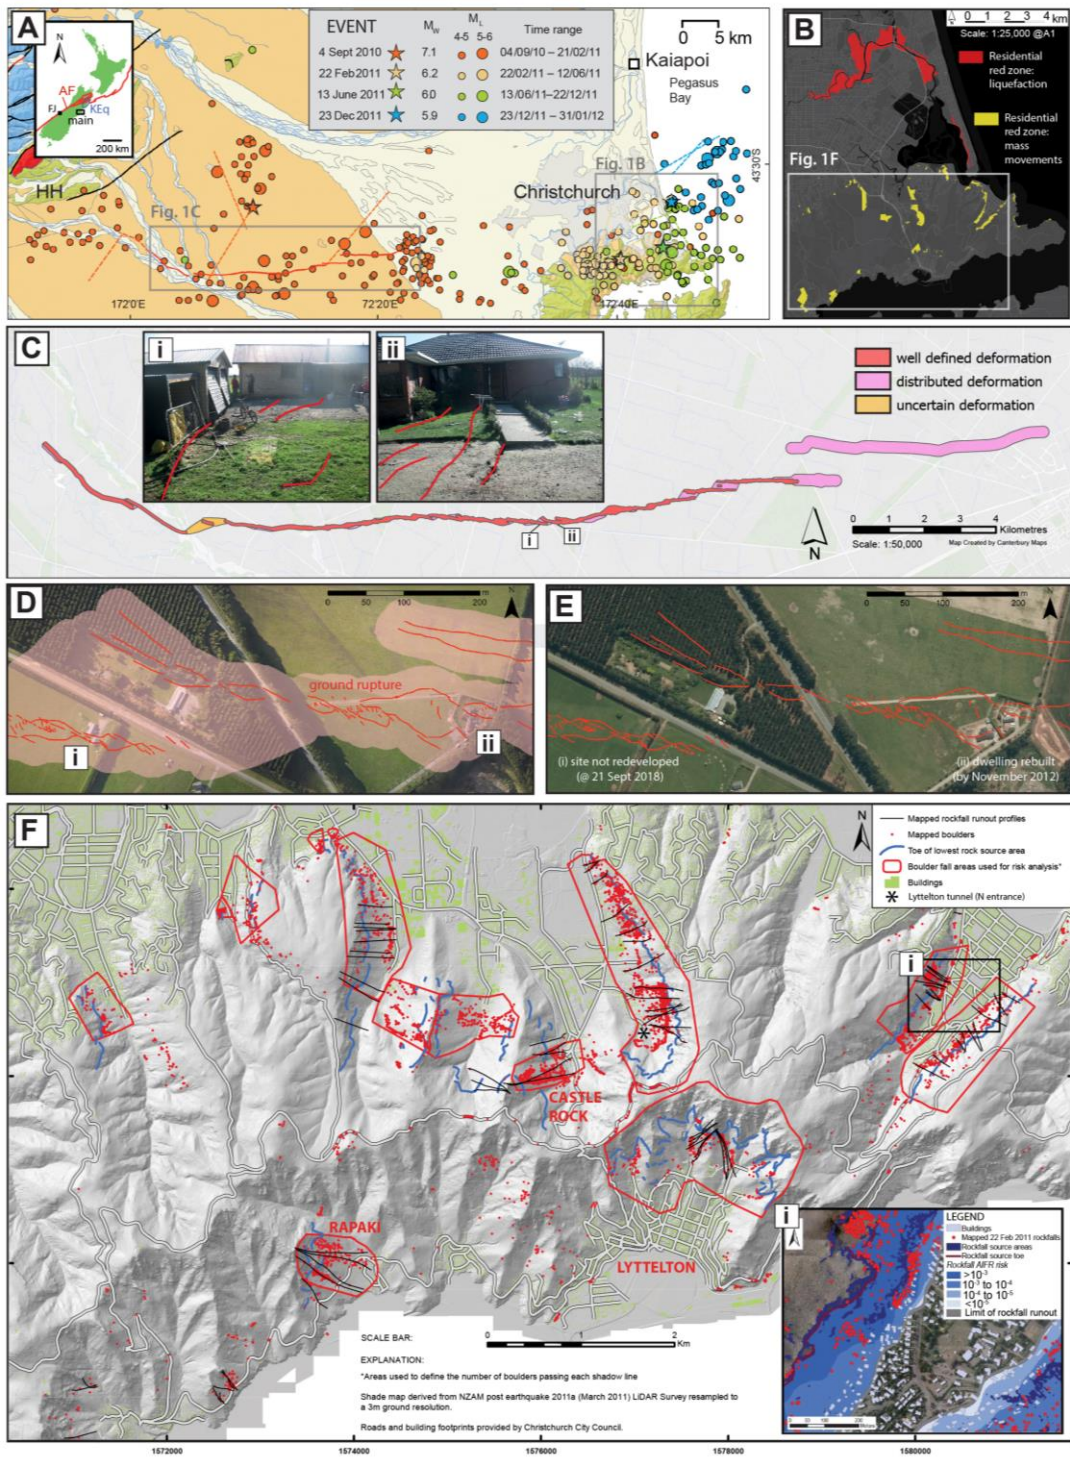 A
N
AF
FJ
KEq
main
200 km
HH
EVENT Mw ML Time range
4-5 5-6
4 Sept 2010 7.1 04/09/10 – 21/02/11
22 Feb 2011 6.2 22/02/11 – 12/06/11
13 June 2011 6.0 13/06/11–22/12/11
23 Dec 2011 5.9 23/12/11 – 31/01/12
0 5 km
Kaiapoi
Pegasus
Bay
Fig. 1B
Christchurch
43°30'S
Fig. 1C
172°0'E
172°20'E
172°40'E
B
N
0 1 2 3 4 km
Scale: 1:25,000 @A1
Residential
red zone:
liquefaction
Residential
red zone:
mass
movements
Fig. 1F
C
i
ii
well defined deformation
distributed deformation
uncertain deformation
i
ii
N
0 1 2 3 4
Kilometres
Scale: 1:50,000
Map Created by Canterbury Maps
D
0 50 100 200
m
N
ground rupture
i
ii
E
0 50 100 200
m
N
(i) site not redeveloped
(@ 21 Sept 2018)
(ii) dwelling rebuilt
(by November 2012)
F
N
Mapped rockfall runout profiles
Mapped boulders
Toe of lowest rock source area
Boulder fall areas used for risk analysis*
Buildings
Lyttelton tunnel (N entrance)
i
CASTLE
ROCK
RAPAKI
LYTTELTON
SCALE BAR:
0 1 2
Km
EXPLANATION:
*Areas used to define the number of boulders passing each shadow line
Shade map derived from NZAM post earthquake 2011a (March 2011) LiDAR Survey resampled to
a 3m ground resolution.
Roads and building footprints provided by Christchurch City Council.
i
N
LEGEND
Buildings
Mapped 22 Feb 2011 rockfalls
Rockfall source areas
Rockfall source toe
Rockfall AIFR risk
>10⁻³
10⁻³ to 10⁻⁴
10⁻⁴ to 10⁻⁵
<10⁻⁵
Limit of rockfall runout
1572000 1574000 1576000 1578000 1580000